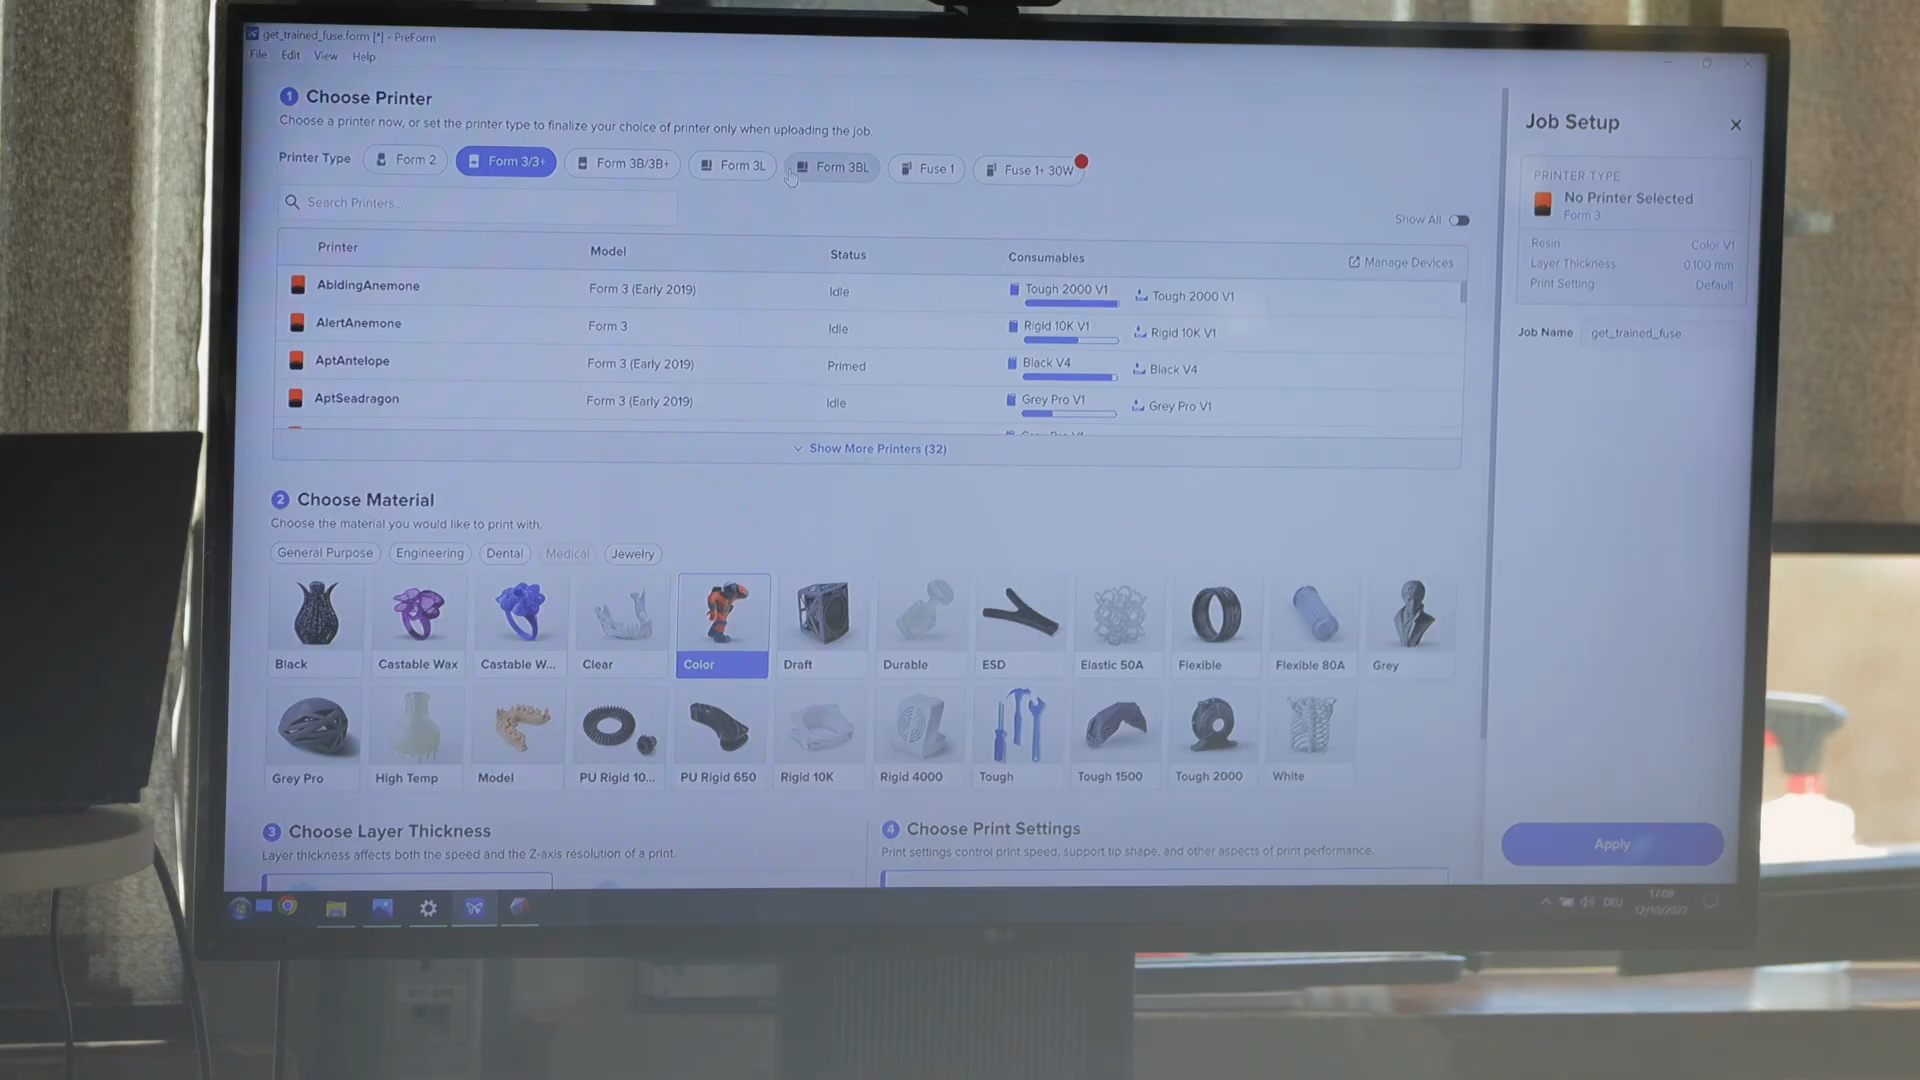 get_trained_fuse.form [*] - PreForm
File Edit View Help
1 Choose Printer
Choose a printer now, or set the printer type to finalize your choice of printer only when uploading the job.
Printer Type Form 2 Form 3/3+ Form 3B/3B+ Form 3L Form 3BL Fuse 1 Fuse 1+ 30W
Search Printers...
Show All
Printer Model Status Consumables Manage Devices
AbidingAnemone Form 3 (Early 2019) Idle Tough 2000 V1 Tough 2000 V1
AlertAnemone Form 3 Idle Rigid 10K V1 Rigid 10K V1
AptAntelope Form 3 (Early 2019) Primed Black V4 Black V4
AptSeadragon Form 3 (Early 2019) Idle Grey Pro V1 Grey Pro V1
Show More Printers (32)
2 Choose Material
Choose the material you would like to print with.
General Purpose Engineering Dental Medical Jewelry
Black Castable Wax Castable W... Clear Color Draft Durable ESD Elastic 50A Flexible Flexible 80A Grey
Grey Pro High Temp Model PU Rigid 10... PU Rigid 650 Rigid 10K Rigid 4000 Tough Tough 1500 Tough 2000 White
3 Choose Layer Thickness
Layer thickness affects both the speed and the Z-axis resolution of a print.
4 Choose Print Settings
Print settings control print speed, support tip shape, and other aspects of print performance.
Job Setup
PRINTER TYPE
No Printer Selected
Form 3
Resin Color V1
Layer Thickness 0.100 mm
Print Setting Default
Job Name get_trained_fuse
Apply
DEU
12/10/2022
LG